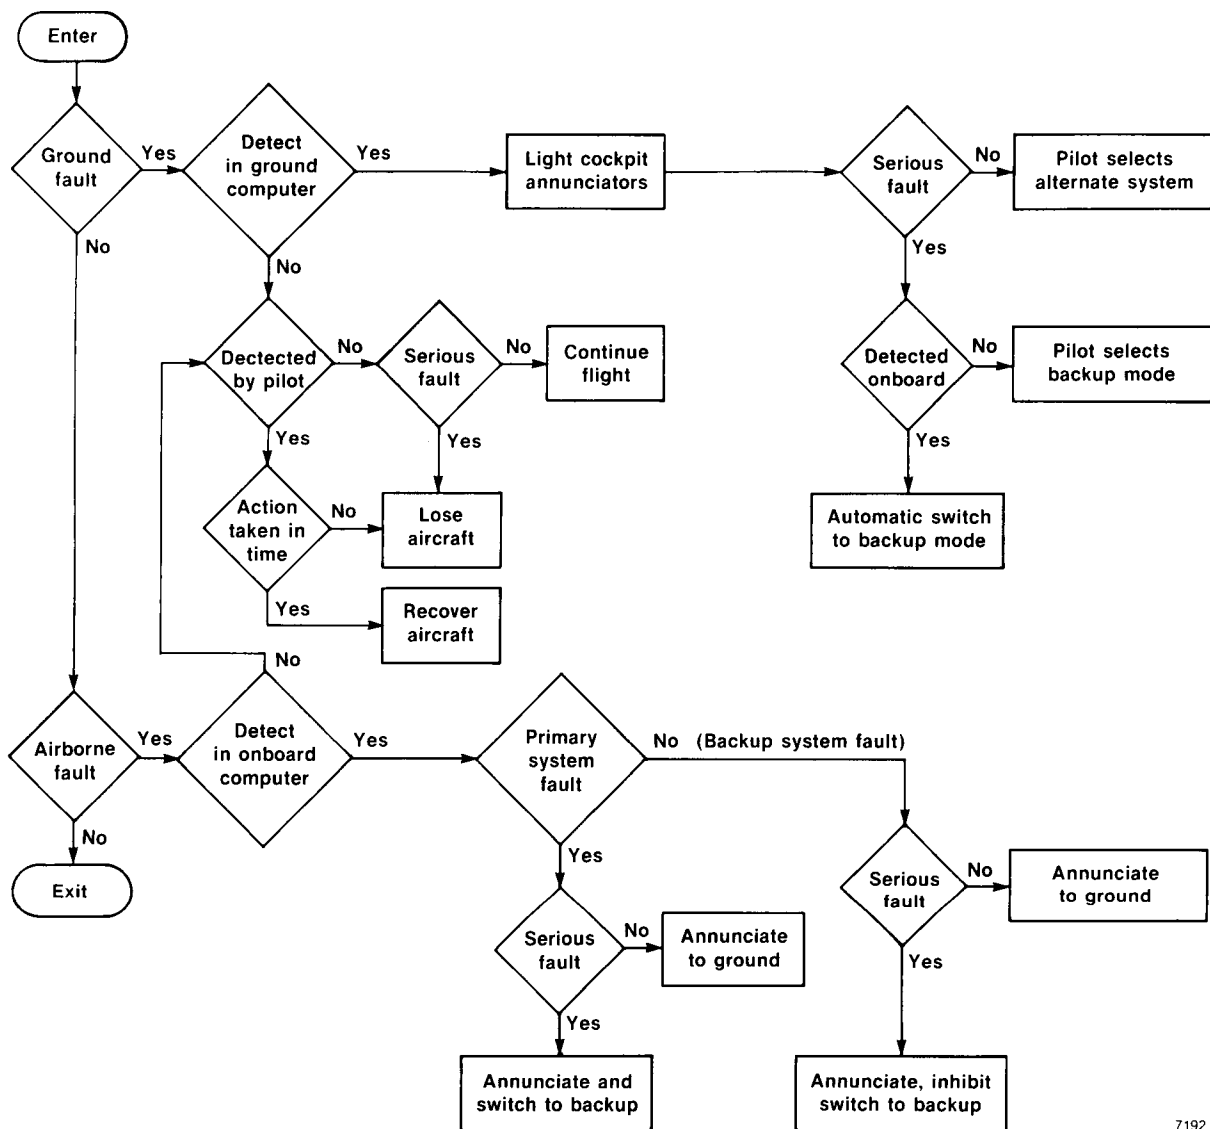 Enter
Ground
fault
Yes
No
Detect
in ground
computer
Yes
No
Light cockpit
annunciators
Serious
fault
No
Yes
Pilot selects
alternate system
Dectected
by pilot
No
Yes
Serious
fault
No
Yes
Continue
flight
Detected
onboard
No
Yes
Pilot selects
backup mode
Action
taken in
time
No
Yes
Lose
aircraft
Automatic switch
to backup mode
Recover
aircraft
Airborne
fault
Yes
No
Detect
in onboard
computer
No
Yes
Primary
system
fault
No (Backup system fault)
Yes
Exit
Serious
fault
No
Yes
Annunciate
to ground
Serious
fault
No
Yes
Annunciate
to ground
Annunciate and
switch to backup
Annunciate, inhibit
switch to backup
7192